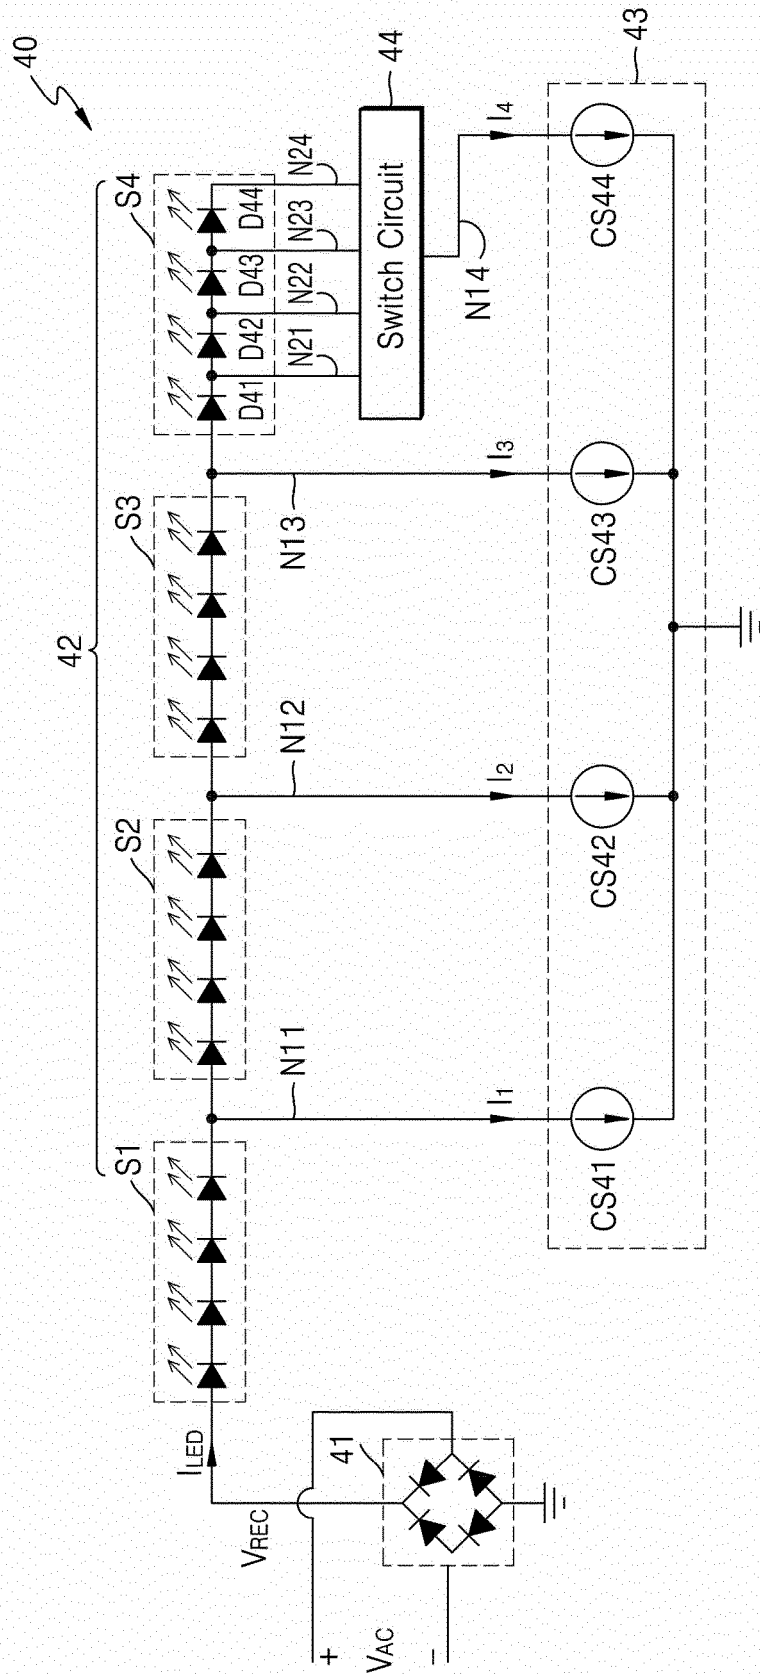 40
42
S1
S2
S3
S4
D41
D42
D43
D44
N21
N22
N23
N24
44
Switch Circuit
ILED
VREC
41
+
VAC
−
N11
N12
N13
N14
I1
I2
I3
I4
43
CS41
CS42
CS43
CS44